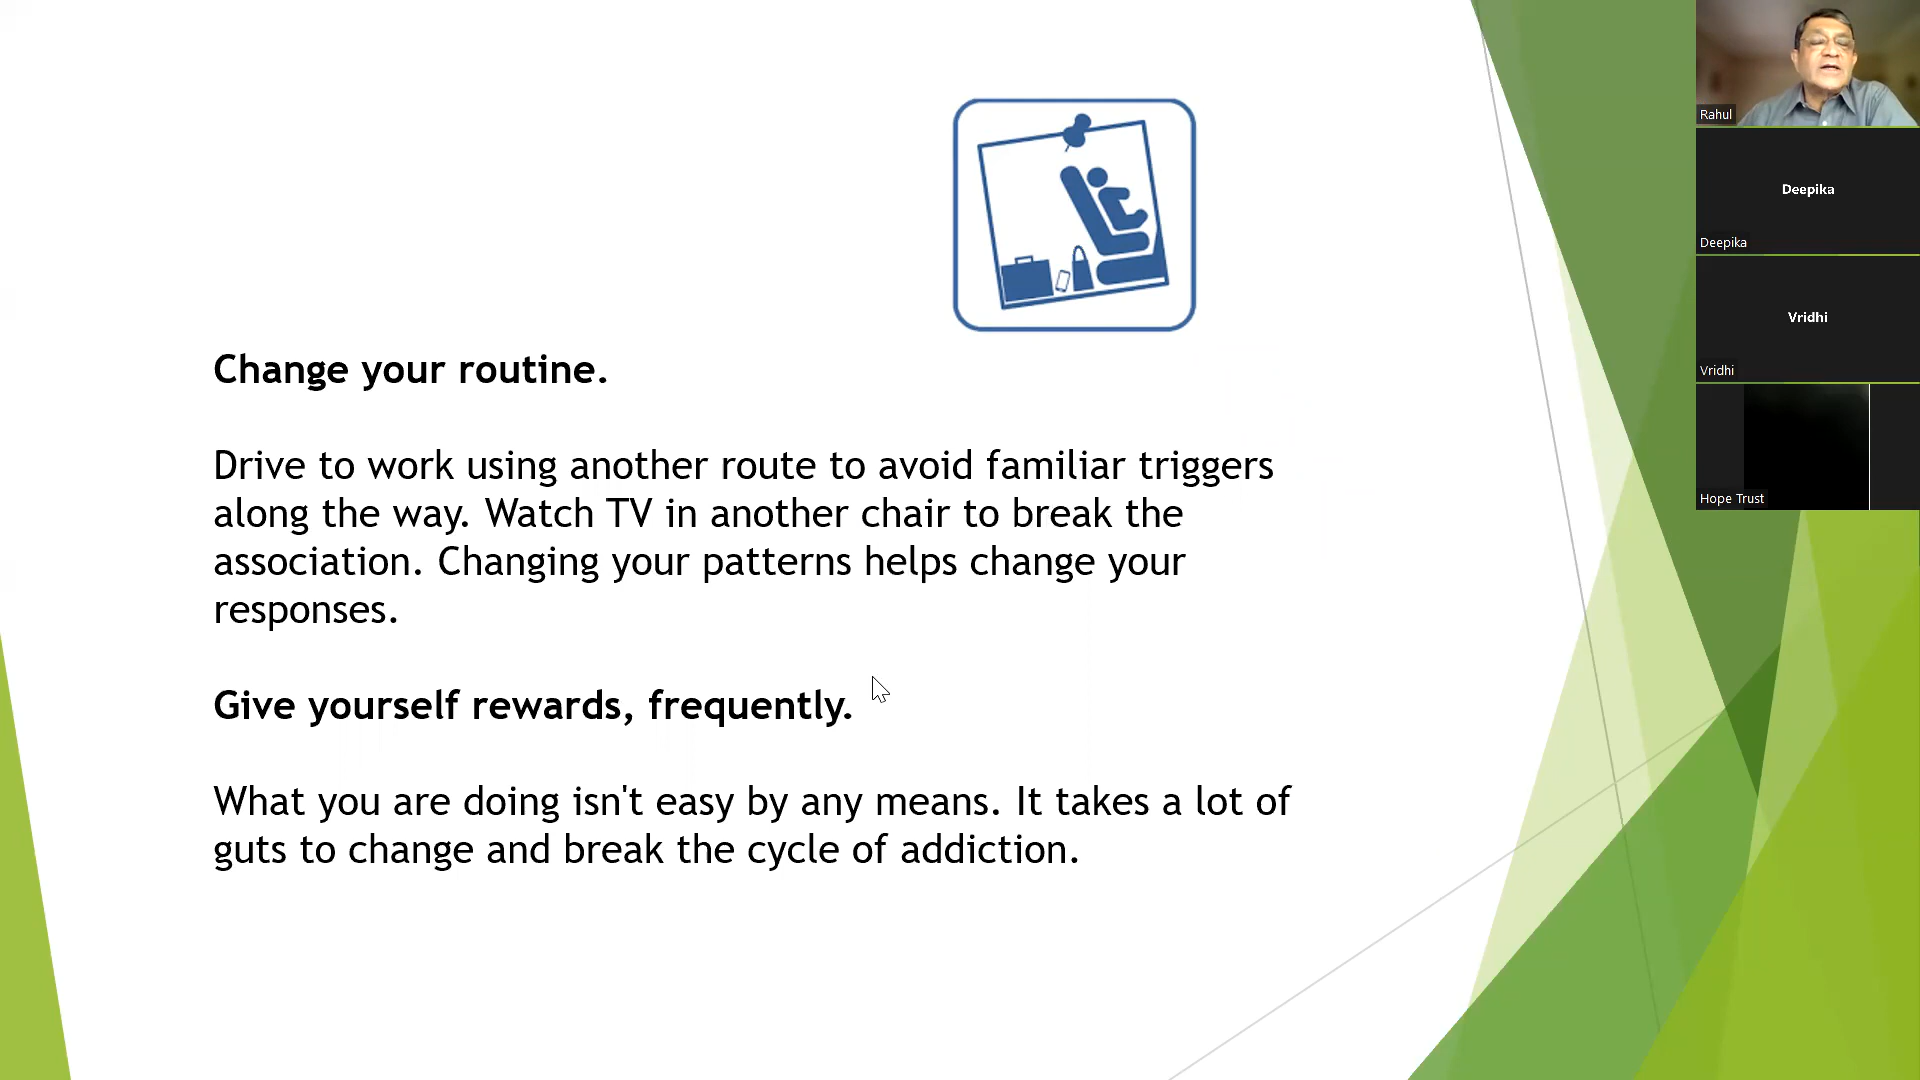 Change your routine.
Drive to work using another route to avoid familiar triggers
along the way. Watch TV in another chair to break the
association. Changing your patterns helps change your
responses.
Give yourself rewards, frequently.
What you are doing isn't easy by any means. It takes a lot of
guts to change and break the cycle of addiction.
Rahul
Deepika
Deepika
Vridhi
Vridhi
Hope Trust